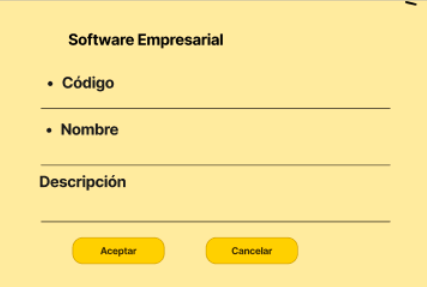 Software Empresarial
• Código
• Nombre
Descripción
Aceptar
Cancelar